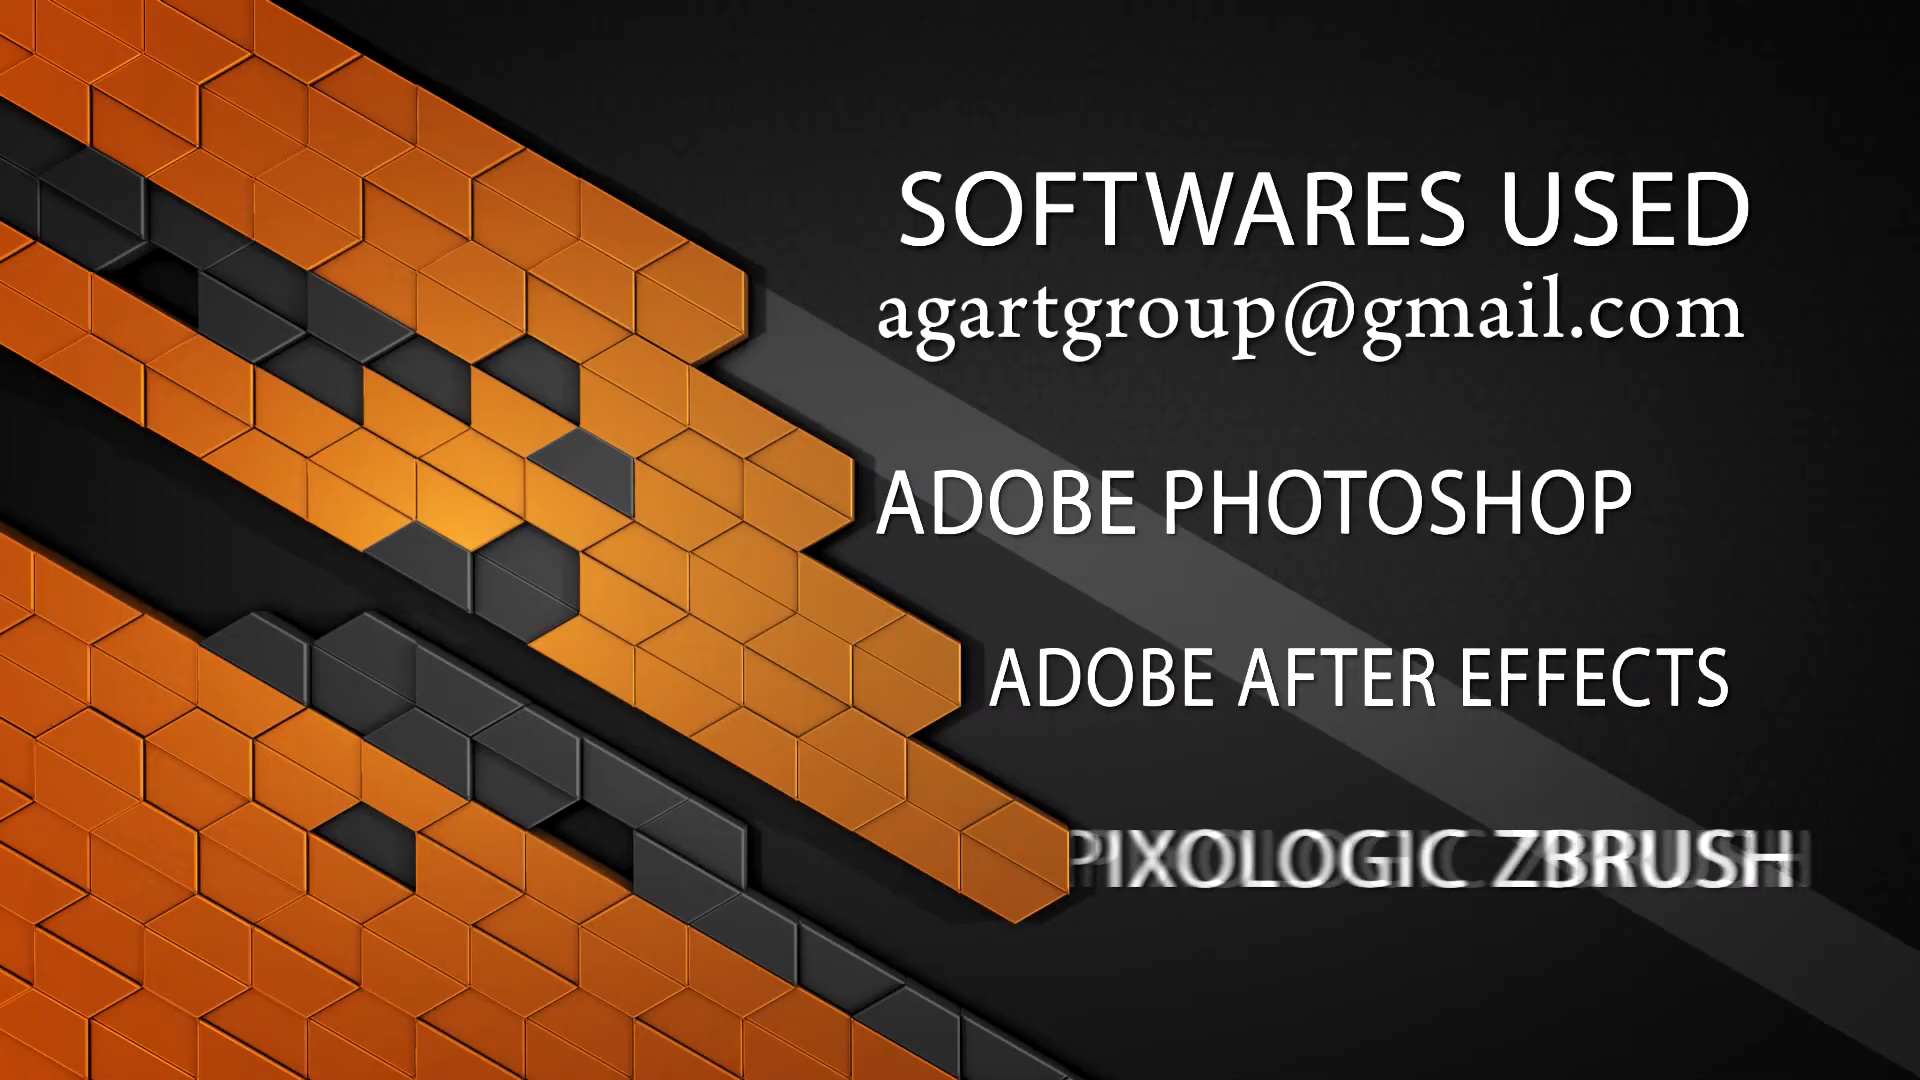 SOFTWARES USED
agartgroup@gmail.com
ADOBE PHOTOSHOP
ADOBE AFTER EFFECTS
PIXOLOGIC ZBRUSH